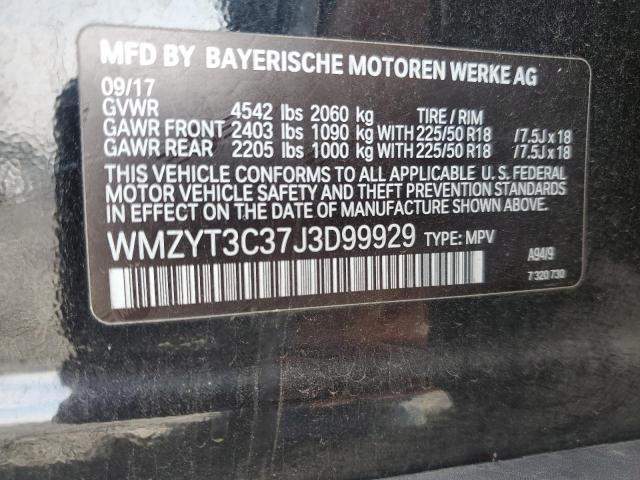 MFD BY BAYERISCHE MOTOREN WERKE AG
09/17
GVWR 4542 lbs 2060 kg TIRE / RIM
GAWR FRONT 2403 lbs 1090 kg WITH 225/50 R18 /7.5J x 18
GAWR REAR 2205 lbs 1000 kg WITH 225/50 R18 /7.5J x 18
THIS VEHICLE CONFORMS TO ALL APPLICABLE U. S. FEDERAL
MOTOR VEHICLE SAFETY AND THEFT PREVENTION STANDARDS
IN EFFECT ON THE DATE OF MANUFACTURE SHOWN ABOVE.
WMZYT3C37J3D99929 TYPE: MPV
A94/9
7 320 730